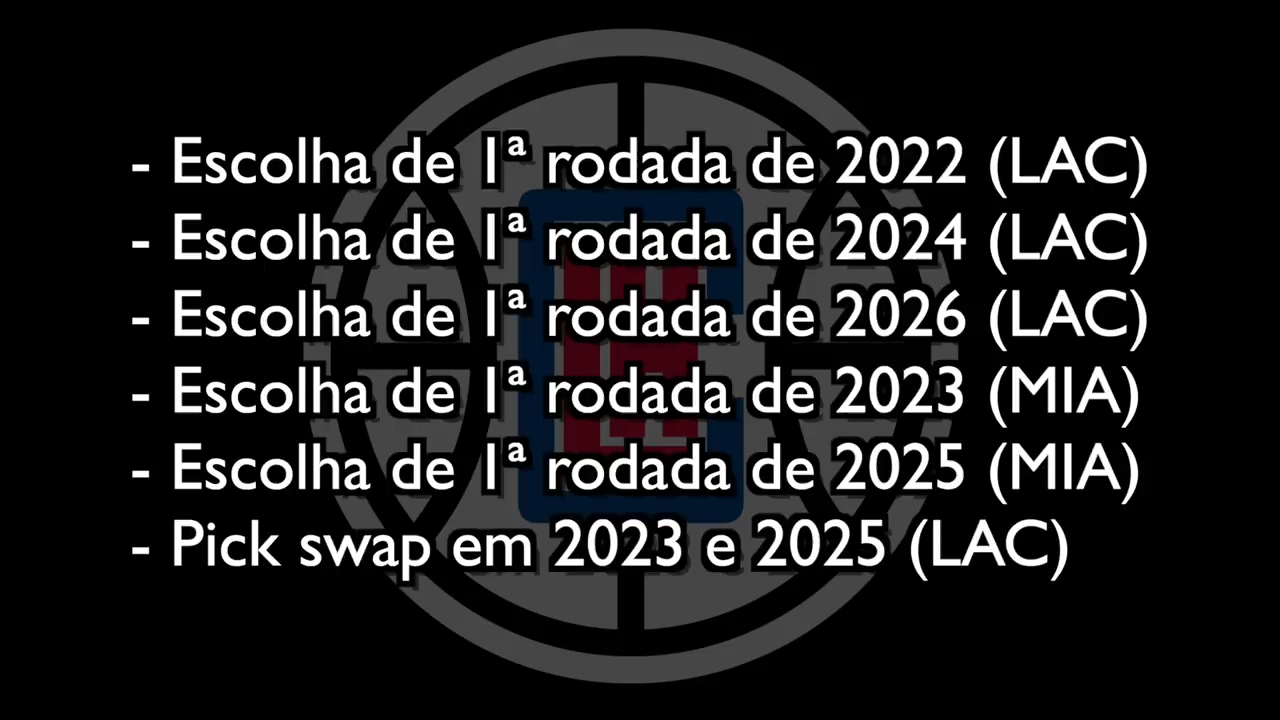 - Escolha de 1ª rodada de 2022 (LAC)
- Escolha de 1ª rodada de 2024 (LAC)
- Escolha de 1ª rodada de 2026 (LAC)
- Escolha de 1ª rodada de 2023 (MIA)
- Escolha de 1ª rodada de 2025 (MIA)
- Pick swap em 2023 e 2025 (LAC)